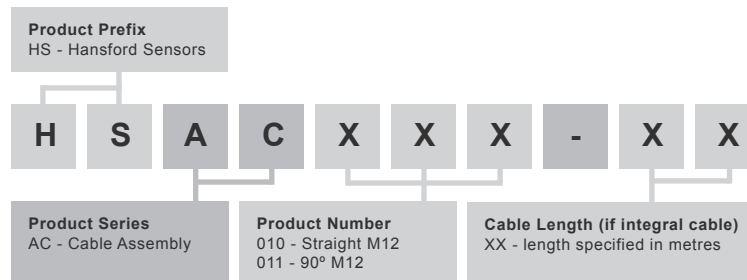 Product Prefix
HS - Hansford Sensors
H S A C X X X - X X
Product Series
AC - Cable Assembly
Product Number
010 - Straight M12
011 - 90º M12
Cable Length (if integral cable)
XX - length specified in metres